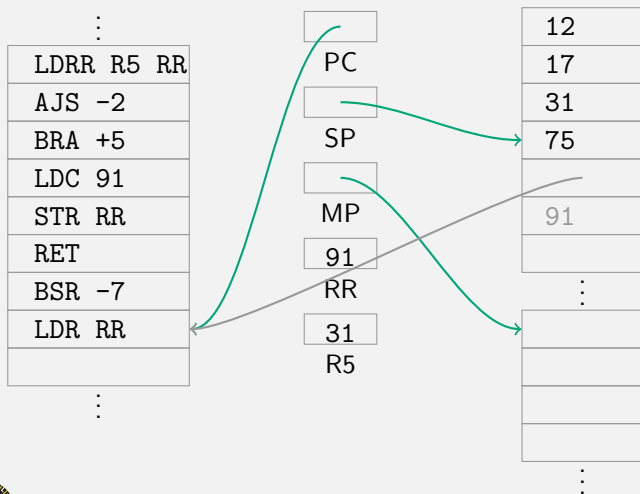 LDRR R5 RR
AJS -2
BRA +5
LDC 91
STR RR
RET
BSR -7
LDR RR
PC
SP
MP
91
RR
31
R5
12
17
31
75
91